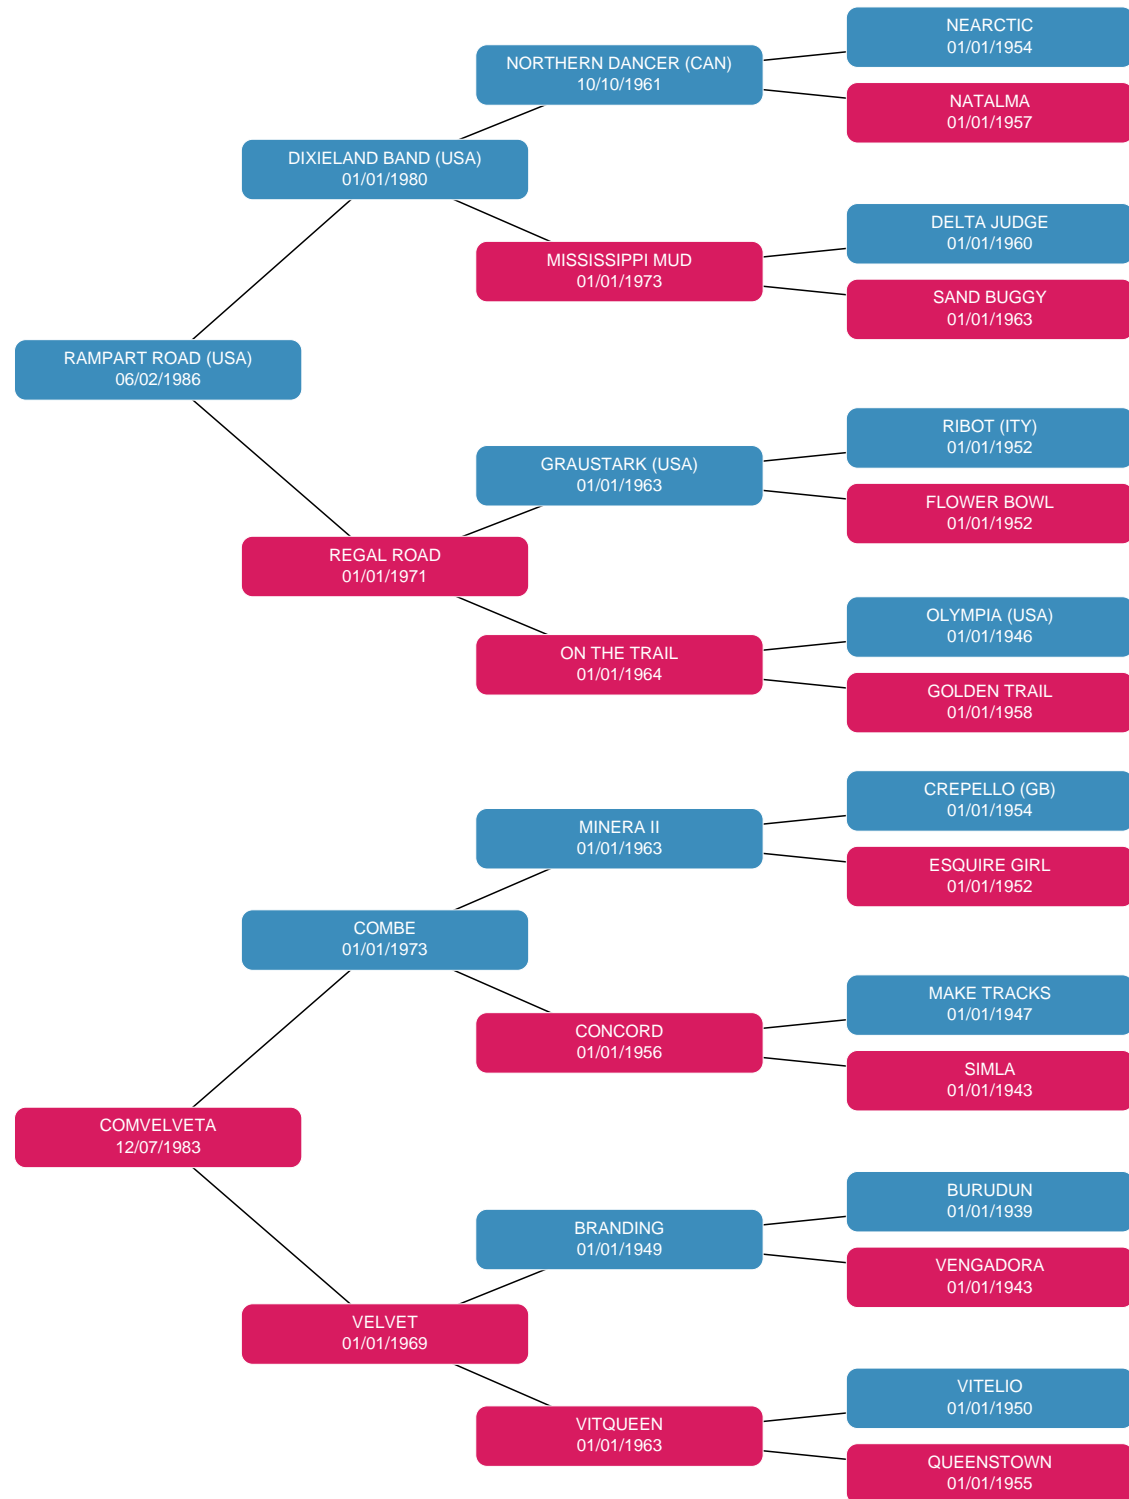 NEARCTIC
01/01/1954
NORTHERN DANCER (CAN)
10/10/1961
NATALMA
01/01/1957
DIXIELAND BAND (USA)
01/01/1980
DELTA JUDGE
01/01/1960
MISSISSIPPI MUD
01/01/1973
SAND BUGGY
01/01/1963
RAMPART ROAD (USA)
06/02/1986
RIBOT (ITY)
01/01/1952
GRAUSTARK (USA)
01/01/1963
FLOWER BOWL
01/01/1952
REGAL ROAD
01/01/1971
OLYMPIA (USA)
01/01/1946
ON THE TRAIL
01/01/1964
GOLDEN TRAIL
01/01/1958
CREPELLO (GB)
01/01/1954
MINERA II
01/01/1963
ESQUIRE GIRL
01/01/1952
COMBE
01/01/1973
MAKE TRACKS
01/01/1947
CONCORD
01/01/1956
SIMLA
01/01/1943
COMVELVETA
12/07/1983
BURUDUN
01/01/1939
BRANDING
01/01/1949
VENGADORA
01/01/1943
VELVET
01/01/1969
VITELIO
01/01/1950
VITQUEEN
01/01/1963
QUEENSTOWN
01/01/1955